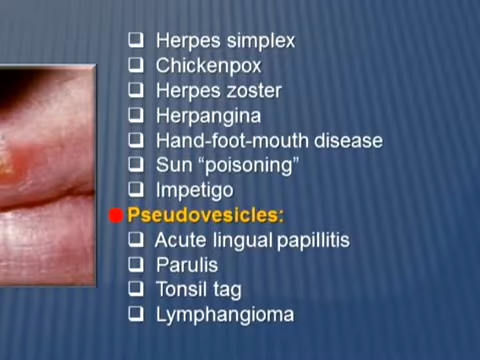 Herpes simplex
Chickenpox
Herpes zoster
Herpangina
Hand-foot-mouth disease
Sun “poisoning”
Impetigo
Pseudovesicles:
Acute lingual papillitis
Parulis
Tonsil tag
Lymphangioma